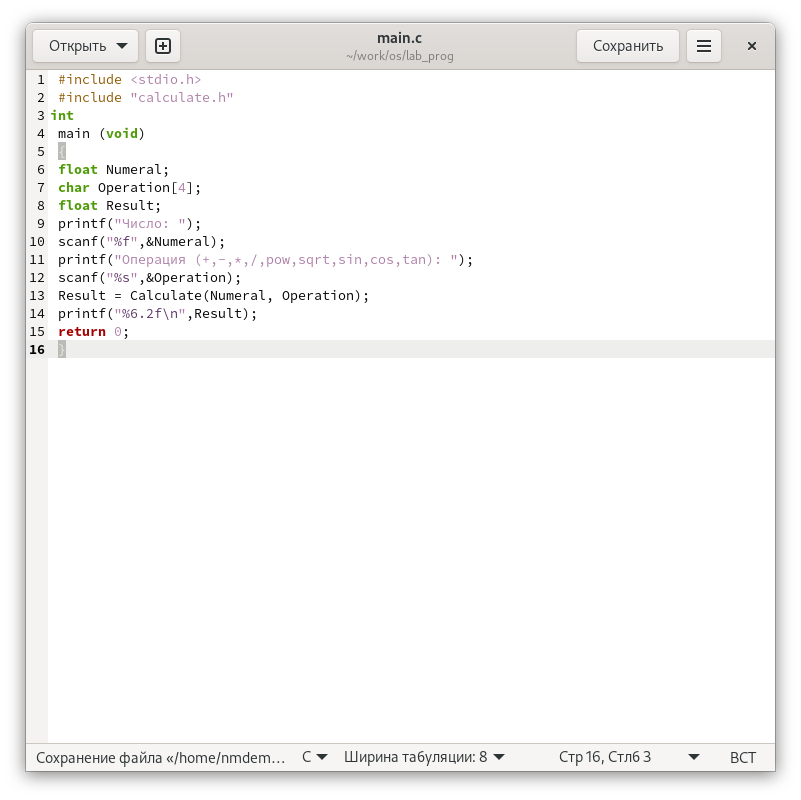 Открыть
main.c
~/work/os/lab_prog
Сохранить
1 #include <stdio.h>
2 #include "calculate.h"
3 int
4 main (void)
5 {
6 float Numeral;
7 char Operation[4];
8 float Result;
9 printf("Число: ");
10 scanf("%f",&Numeral);
11 printf("Операция (+,-,*,/,pow,sqrt,sin,cos,tan): ");
12 scanf("%s",&Operation);
13 Result = Calculate(Numeral, Operation);
14 printf("%6.2f\n",Result);
15 return 0;
16 }
Сохранение файла «/home/nmdem… C Ширина табуляции: 8 Стр 16, Стлб 3 ВСТ